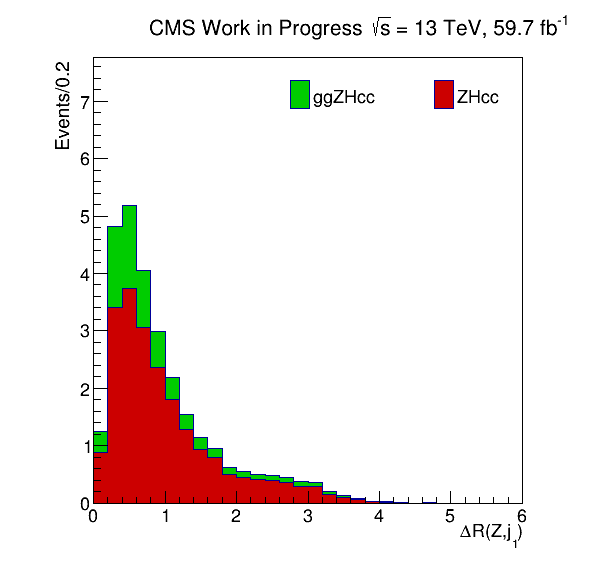 CMS Work in Progress √s = 13 TeV, 59.7 fb⁻¹
Events/0.2
ggZHcc ZHcc
7
6
5
4
3
2
1
0
0 1 2 3 4 5 6
ΔR(Z,j₁)